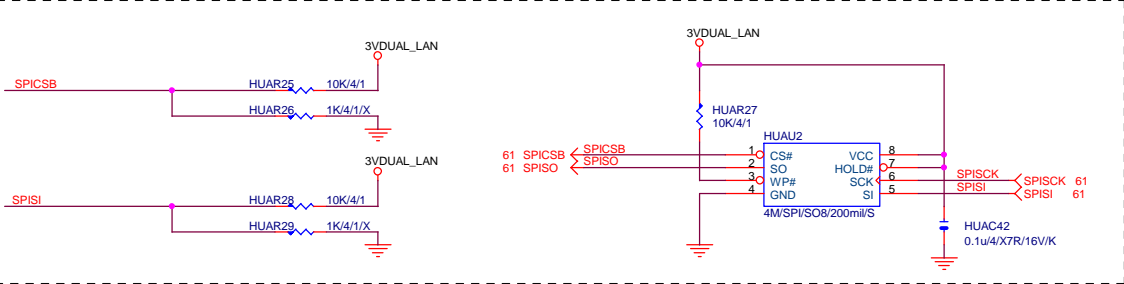 3VDUAL_LAN
SPICSB
HUAR25 10K/4/1
HUAR26 1K/4/1/X
3VDUAL_LAN
SPISI
HUAR28 10K/4/1
HUAR29 1K/4/1/X
3VDUAL_LAN
HUAR27
10K/4/1
HUAU2
61 SPICSB SPICSB 1 CS# VCC 8
61 SPISO SPISO 2 SO HOLD# 7
3 WP# SCK 6 SPISCK SPISCK 61
4 GND SI 5 SPISI SPISI 61
4M/SPI/SO8/200mil/S
HUAC42
0.1u/4/X7R/16V/K